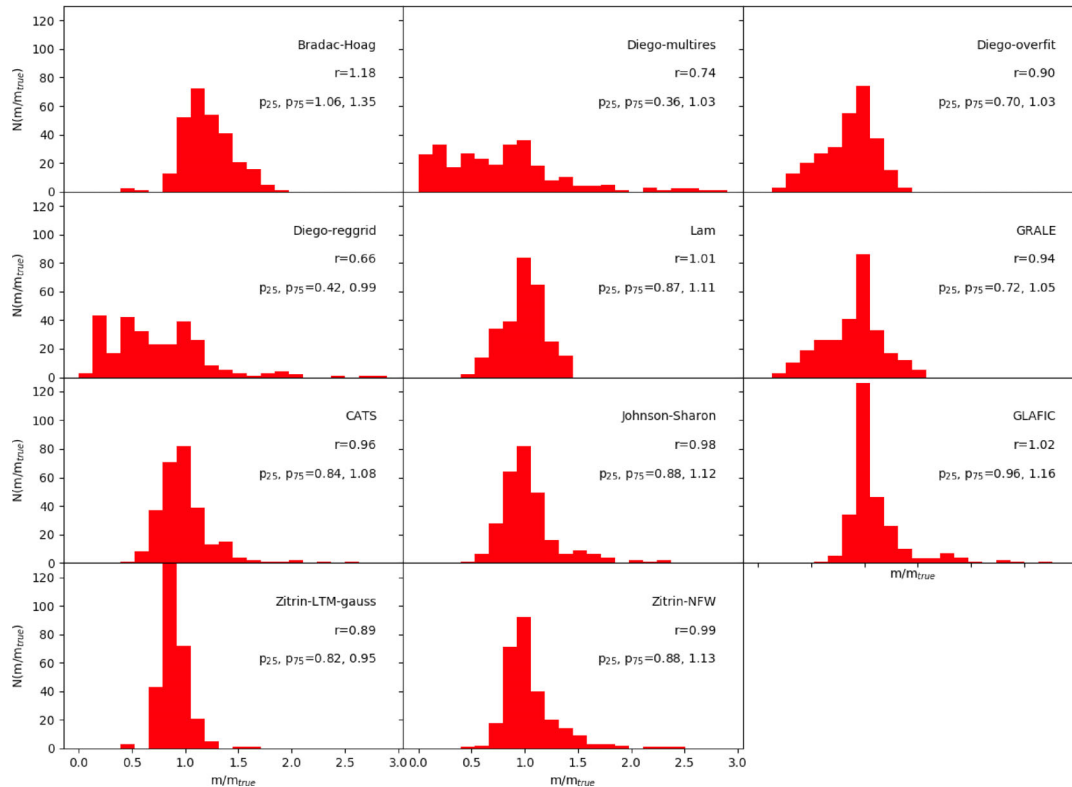 120
100
80
60
40
20
0
N(m/m_true)
Bradac-Hoag
r=1.18
p25, p75=1.06, 1.35
Diego-multires
r=0.74
p25, p75=0.36, 1.03
Diego-overfit
r=0.90
p25, p75=0.70, 1.03
120
100
80
60
40
20
0
N(m/m_true)
Diego-reggrid
r=0.66
p25, p75=0.42, 0.99
Lam
r=1.01
p25, p75=0.87, 1.11
GRALE
r=0.94
p25, p75=0.72, 1.05
120
100
80
60
40
20
0
N(m/m_true)
CATS
r=0.96
p25, p75=0.84, 1.08
Johnson-Sharon
r=0.98
p25, p75=0.88, 1.12
GLAFIC
r=1.02
p25, p75=0.96, 1.16
m/m_true
120
100
80
60
40
20
0
N(m/m_true)
Zitrin-LTM-gauss
r=0.89
p25, p75=0.82, 0.95
Zitrin-NFW
r=0.99
p25, p75=0.88, 1.13
0.0 0.5 1.0 1.5 2.0 2.5 3.0
0.0 0.5 1.0 1.5 2.0 2.5 3.0
m/m_true
m/m_true